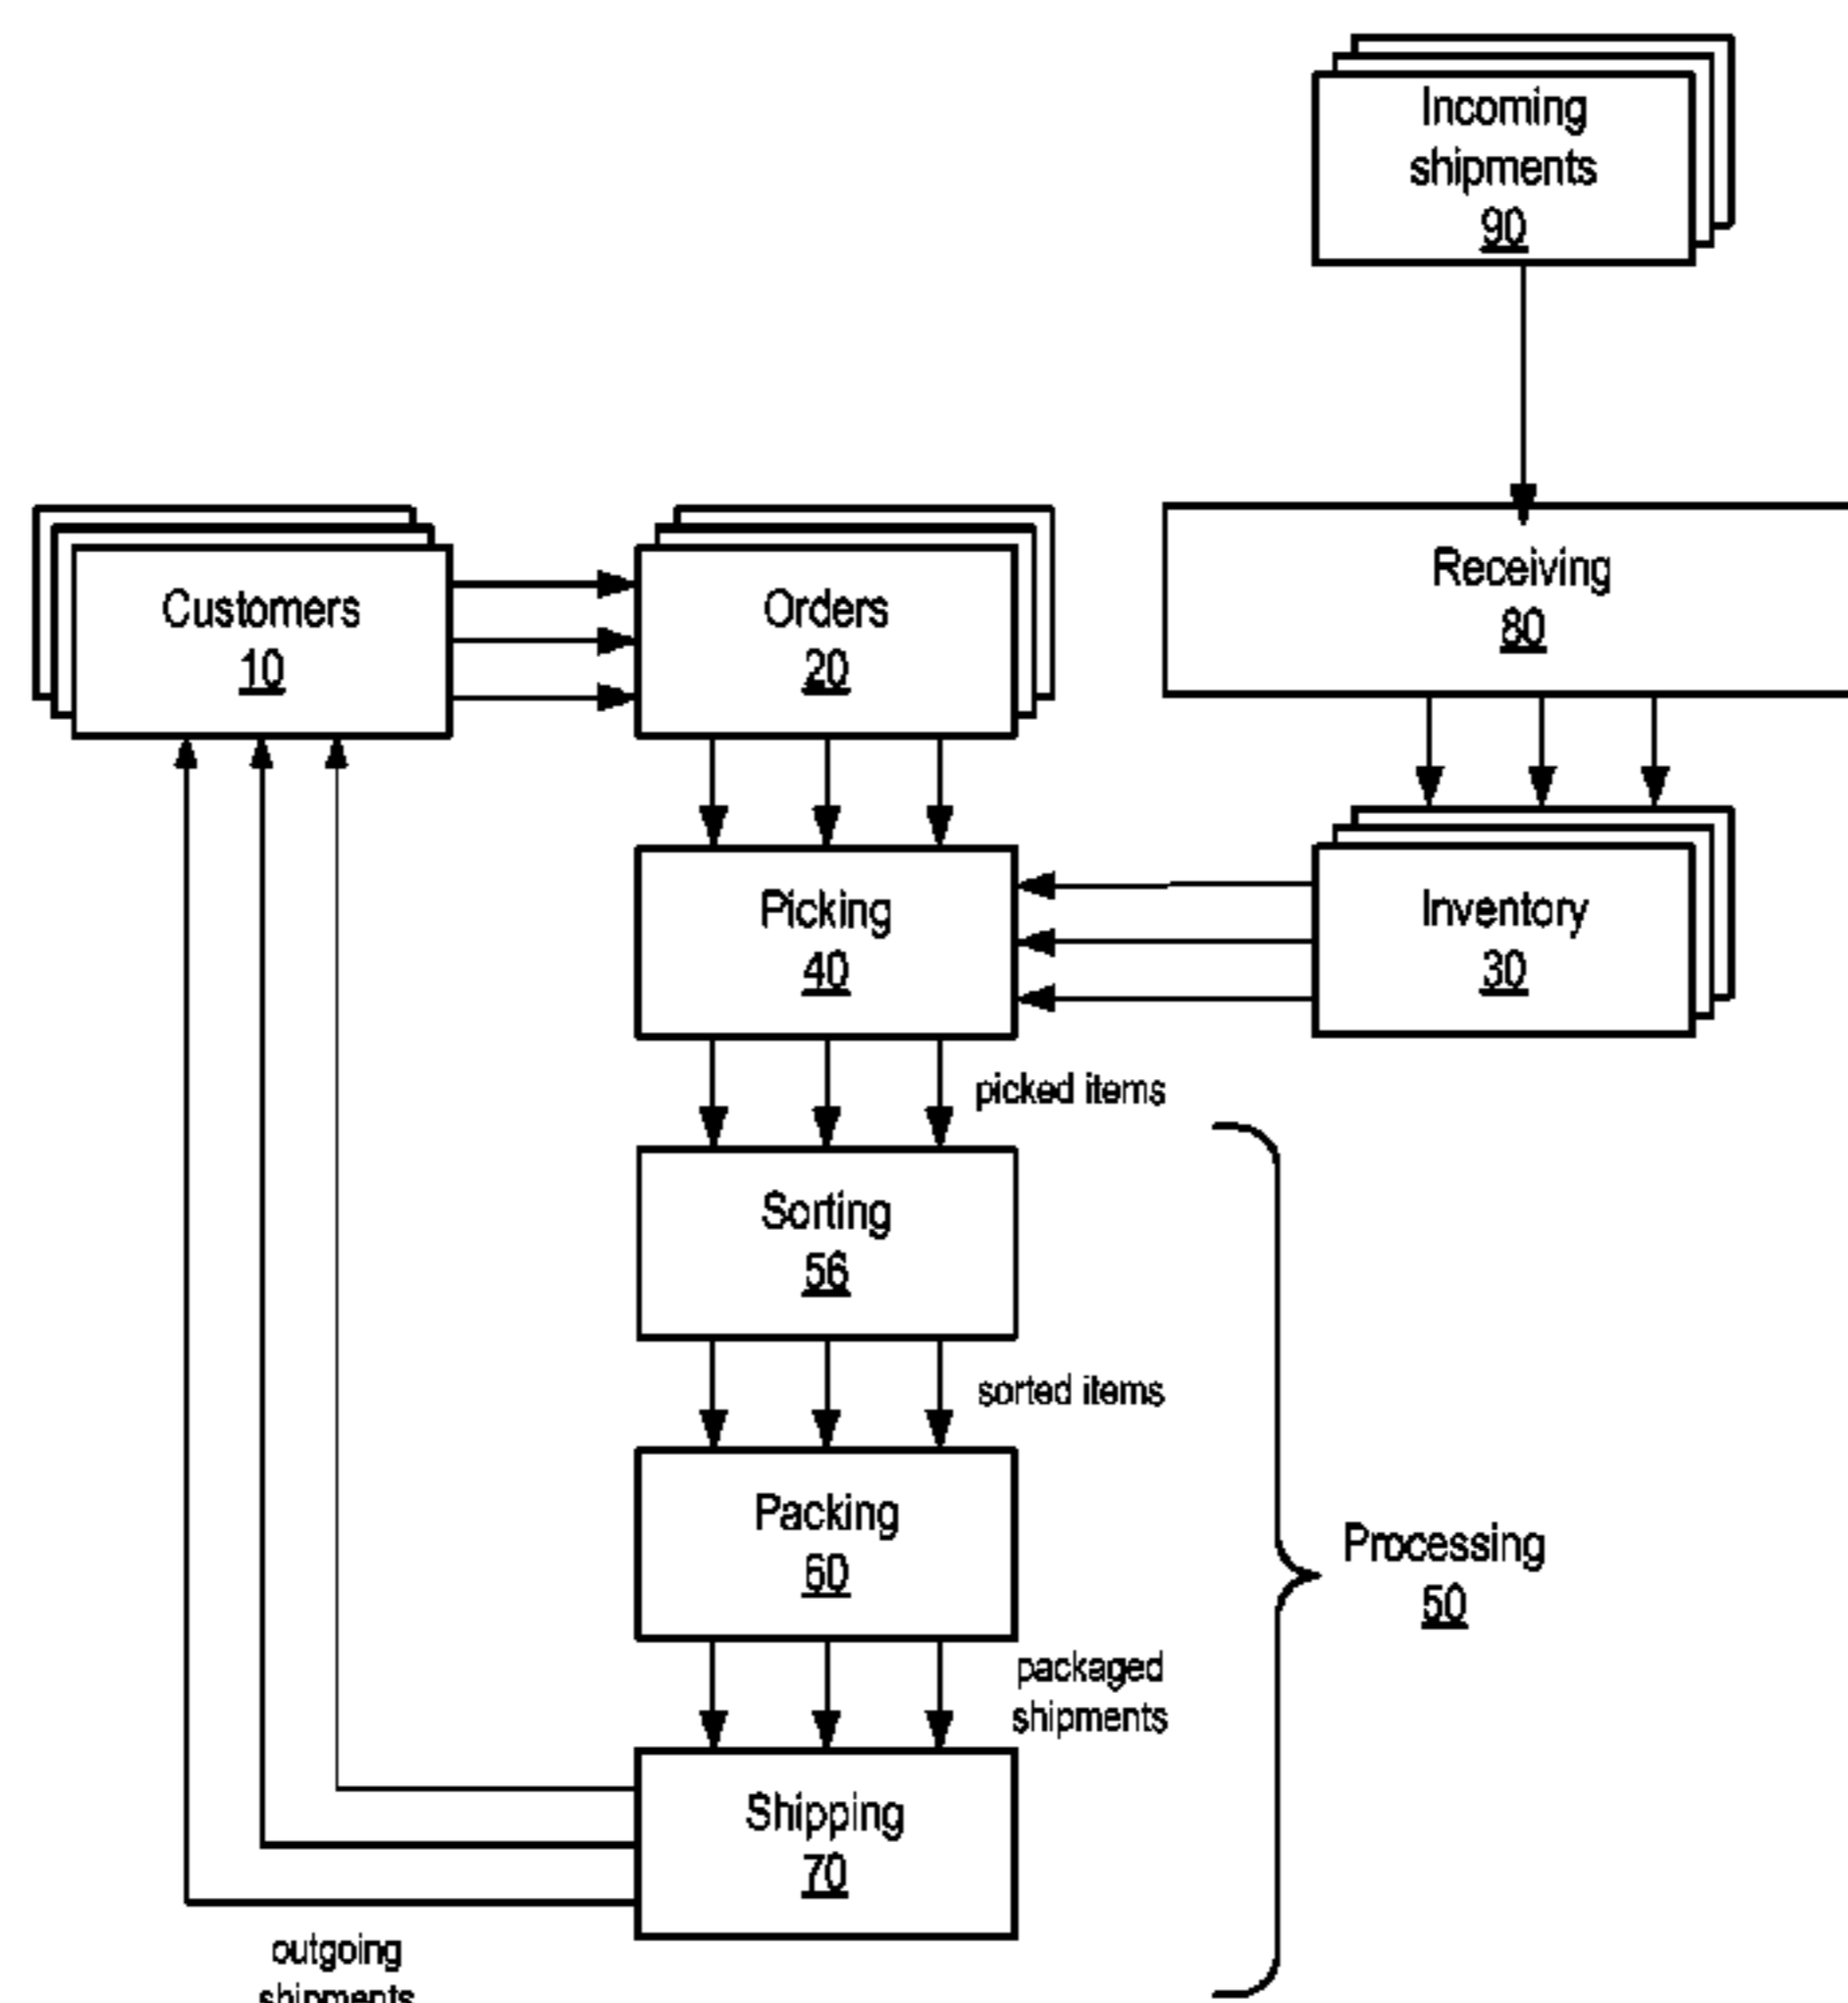 Incoming
shipments
90
Customers
10
Orders
20
Receiving
80
Picking
40
Inventory
30
picked items
Sorting
56
sorted items
Packing
60
Processing
50
packaged
shipments
Shipping
70
outgoing
shipments